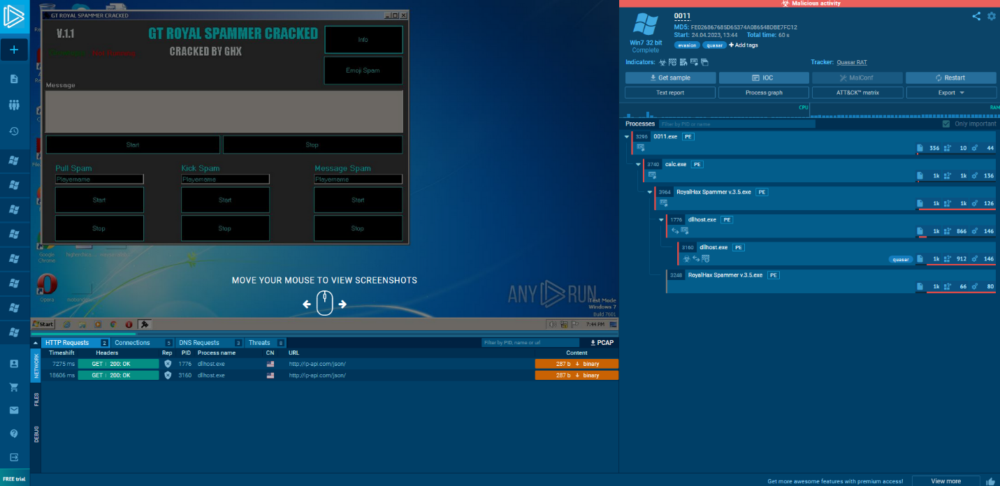 GT ROYAL SPAMMER CRACKED
V.1.1
GT ROYAL SPAMMER CRACKED
CRACKED BY GHX
Info
Emoji Spam
Message
Start
Stop
Pull Spam
Kick Spam
Message Spam
Playername
Playername
Playername
Start
Start
Start
Stop
Stop
Stop
Google Chrome
Opera
MOVE YOUR MOUSE TO VIEW SCREENSHOTS
ANY RUN
Test Mode
Windows 7
Build 7601
Start
7:44 PM
FREE trial
HTTP Requests 2 Connections 5 DNS Requests 3 Threats 8 Filter by PID, name or url PCAP
NETWORK
FILES
DEBUG
Timeshift Headers Rep PID Process name CN URL Content
7275 ms GET 200: OK 1776 dllhost.exe http://ip-api.com/json/ 287 b binary
18606 ms GET 200: OK 3160 dllhost.exe http://ip-api.com/json/ 287 b binary
Malicious activity
Win7 32 bit
Complete
0011
MD5: FE026867685D65374A086548DBE7FC12
Start: 24.04.2023, 13:44 Total time: 60 s
evasion quasar Add tags
Indicators:
Tracker: Quasar RAT
Get sample IOC MalConf Restart
Text report Process graph ATT&CK™ matrix Export
CPU RAM
Processes Filter by PID or name Only important
3296 0011.exe PE
356 10 44
3740 calc.exe PE
1k 1k 136
3964 RoyalHax Spammer v.3.5.exe PE
1k 1k 126
1776 dllhost.exe PE
1k 866 146
3160 dllhost.exe PE
quasar 1k 912 146
3248 RoyalHax Spammer v.3.5.exe PE
1k 66 80
Get more awesome features with premium access! View more